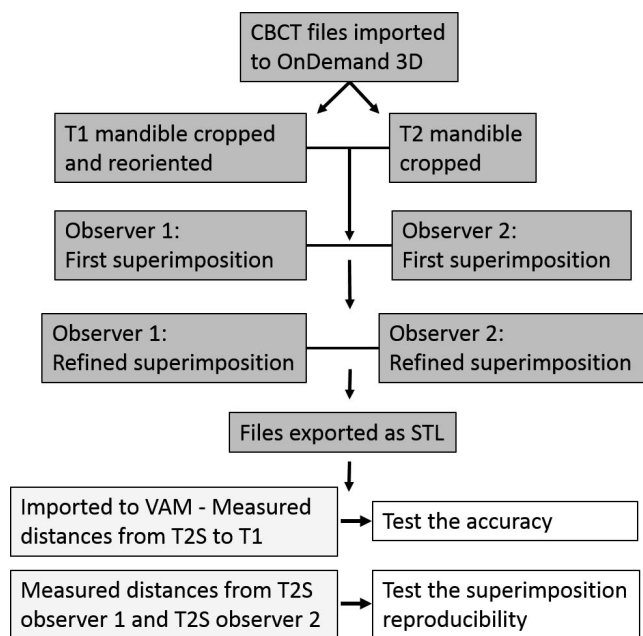 CBCT files imported
to OnDemand 3D
T1 mandible cropped
and reoriented
T2 mandible
cropped
Observer 1:
First superimposition
Observer 2:
First superimposition
Observer 1:
Refined superimposition
Observer 2:
Refined superimposition
Files exported as STL
Imported to VAM - Measured
distances from T2S to T1
Test the accuracy
Measured distances from T2S
observer 1 and T2S observer 2
Test the superimposition
reproducibility